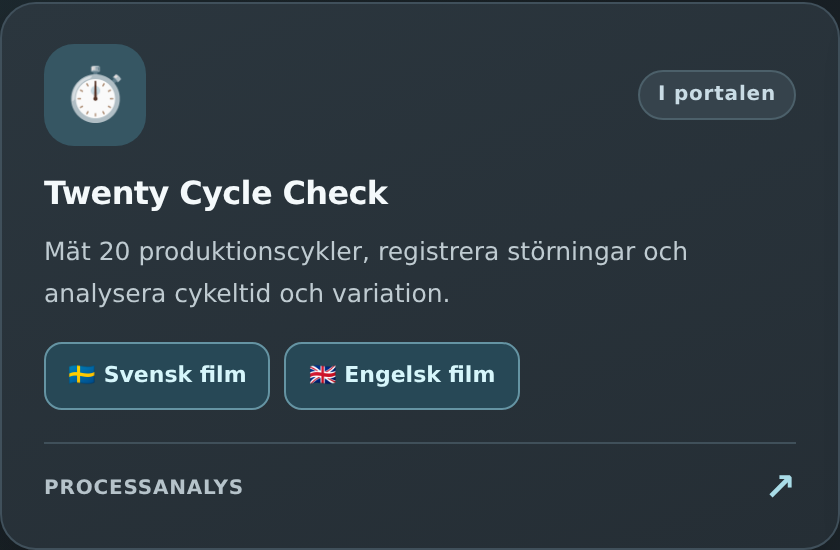 I portalen
Twenty Cycle Check
Mät 20 produktionscykler, registrera störningar och
analysera cykeltid och variation.
🇸🇪 Svensk film
🇬🇧 Engelsk film
PROCESSANALYS ↗